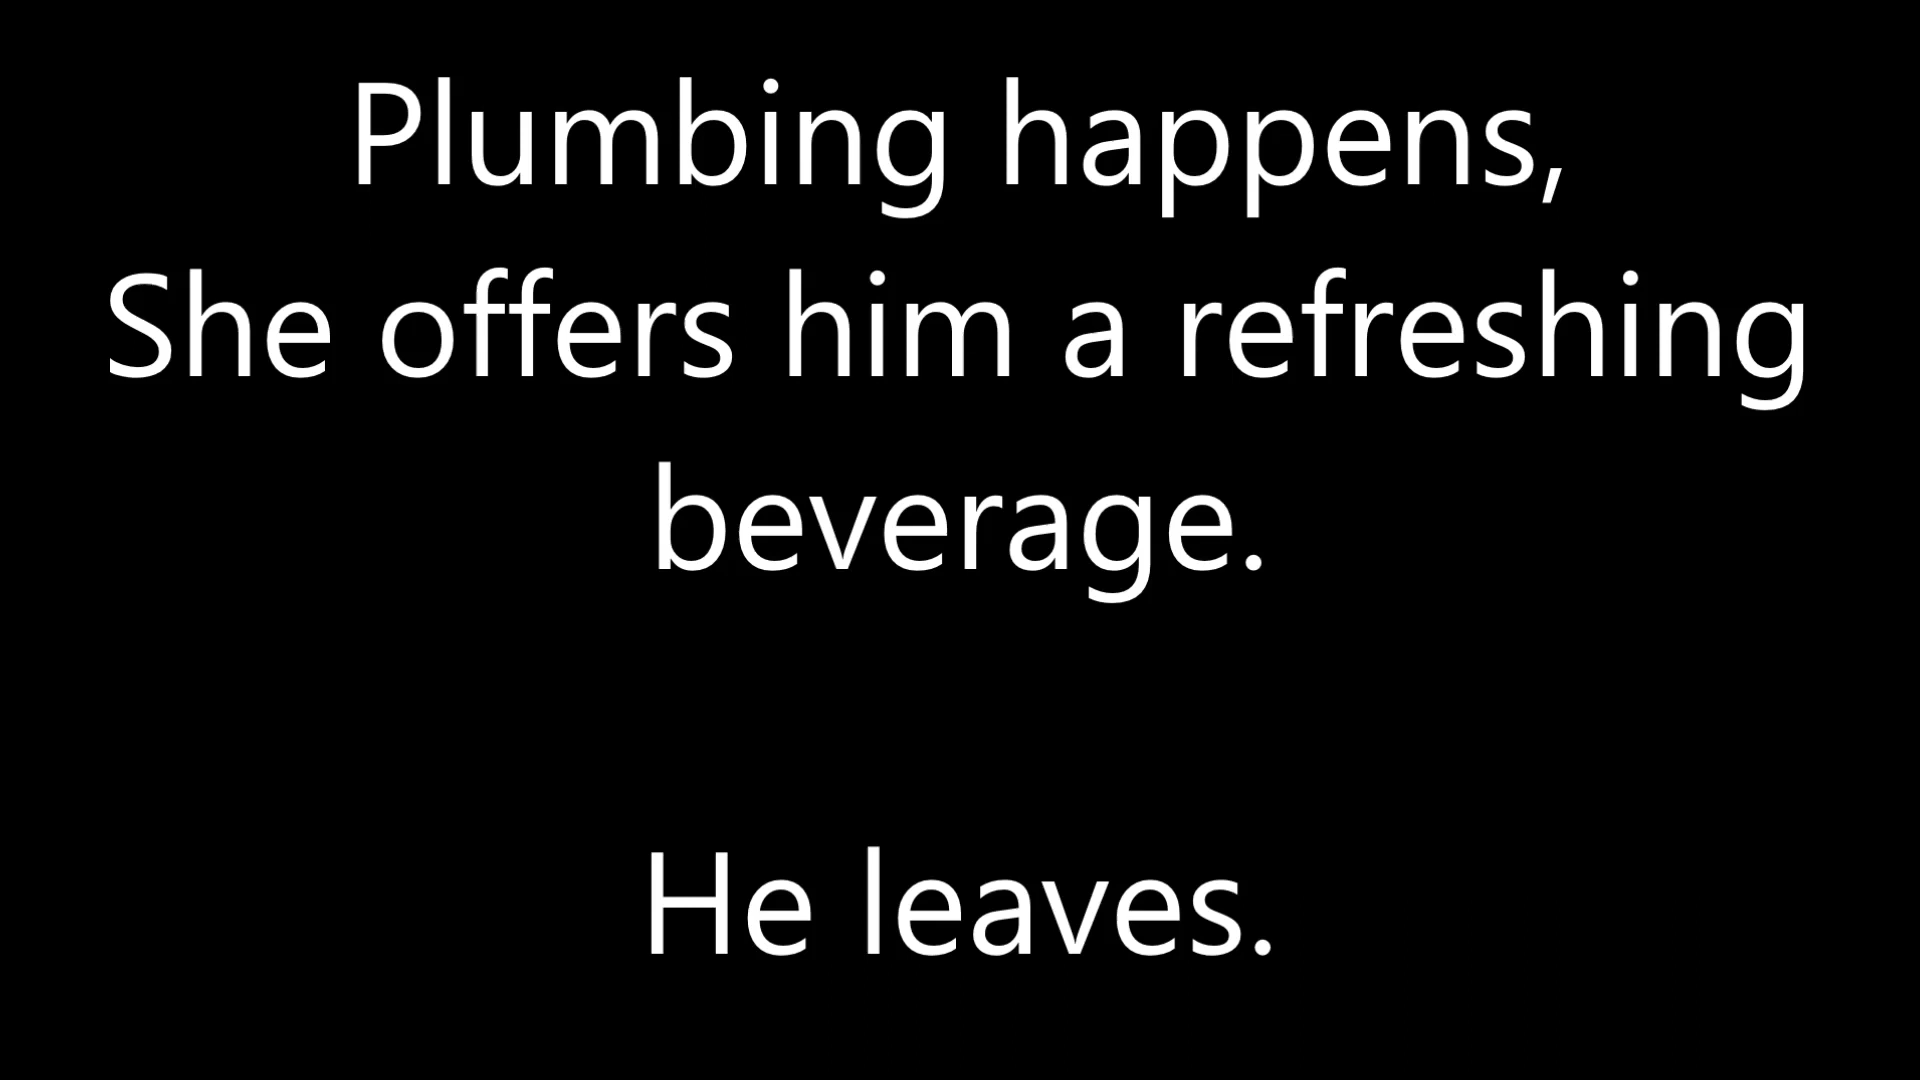 Plumbing happens,
She offers him a refreshing
beverage.
He leaves.